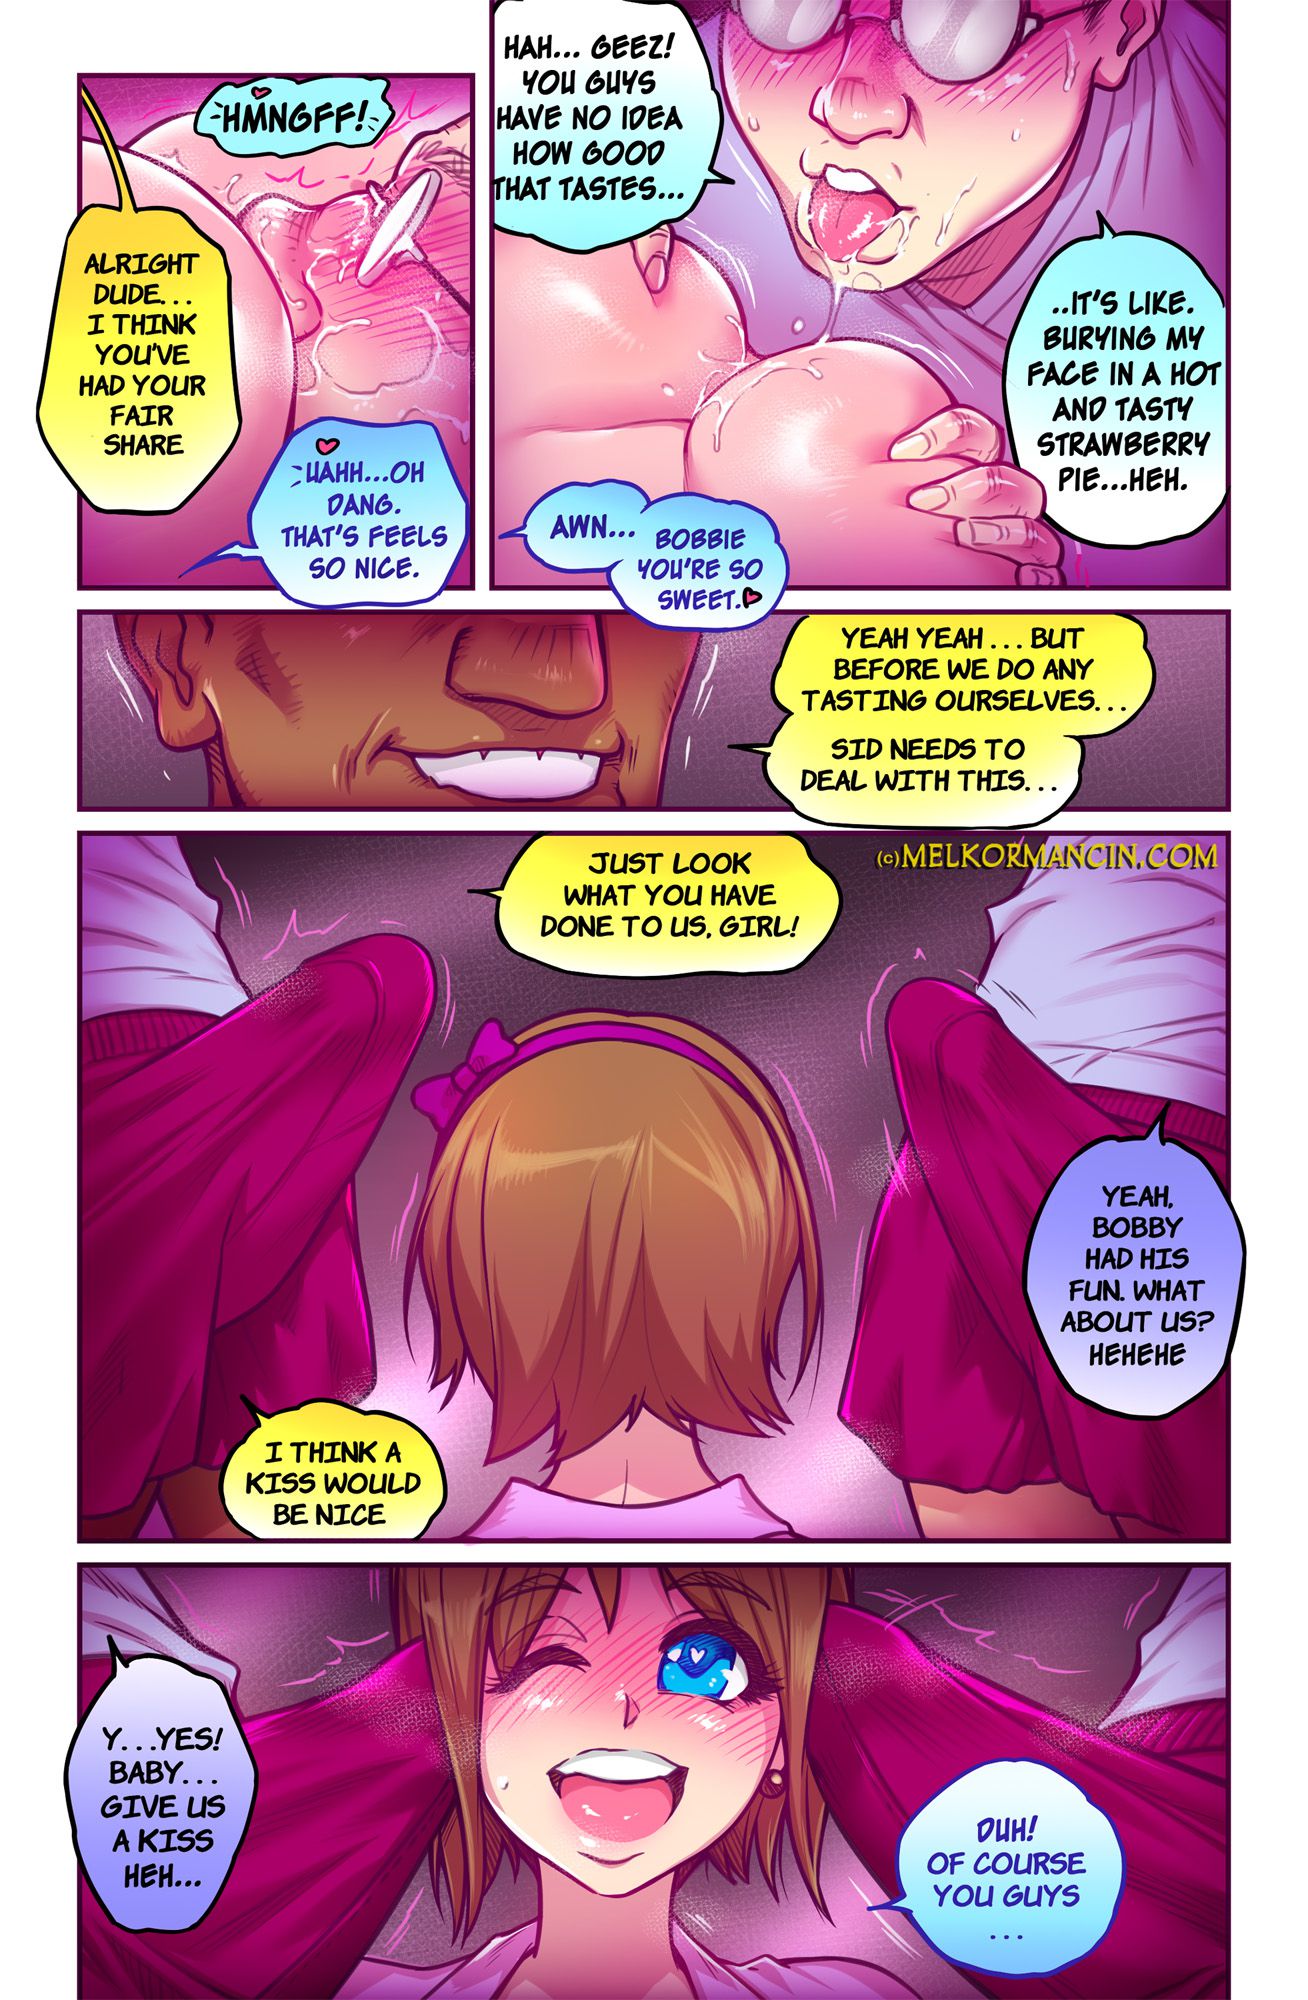 HMNGFF!
ALRIGHT
DUDE...
I THINK
YOU'VE
HAD YOUR
FAIR
SHARE
UAHH...OH
DANG.
THAT'S FEELS
SO NICE.
HAH... GEEZ!
YOU GUYS
HAVE NO IDEA
HOW GOOD
THAT TASTES...
..IT'S LIKE.
BURYING MY
FACE IN A HOT
AND TASTY
STRAWBERRY
PIE...HEH.
AWN...
BOBBIE
YOU'RE SO
SWEET.
YEAH YEAH ... BUT
BEFORE WE DO ANY
TASTING OURSELVES...
SID NEEDS TO
DEAL WITH THIS...
JUST LOOK
WHAT YOU HAVE
DONE TO US, GIRL!
(c)MELKORMANCIN.COM
YEAH,
BOBBY
HAD HIS
FUN. WHAT
ABOUT US?
HEHEHE
I THINK A
KISS WOULD
BE NICE
Y...YES!
BABY...
GIVE US
A KISS
HEH...
DUH!
OF COURSE
YOU GUYS
...